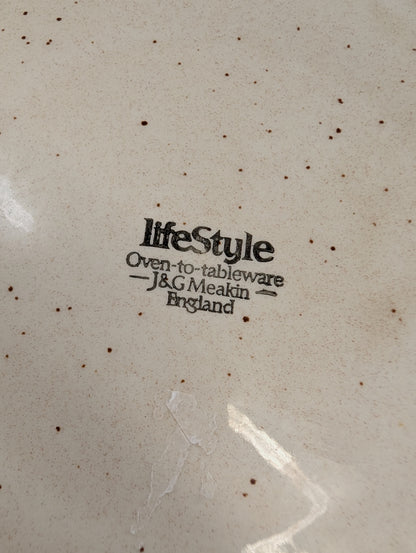 lifeStyle
Oven-to-tableware
— J&G Meakin —
England